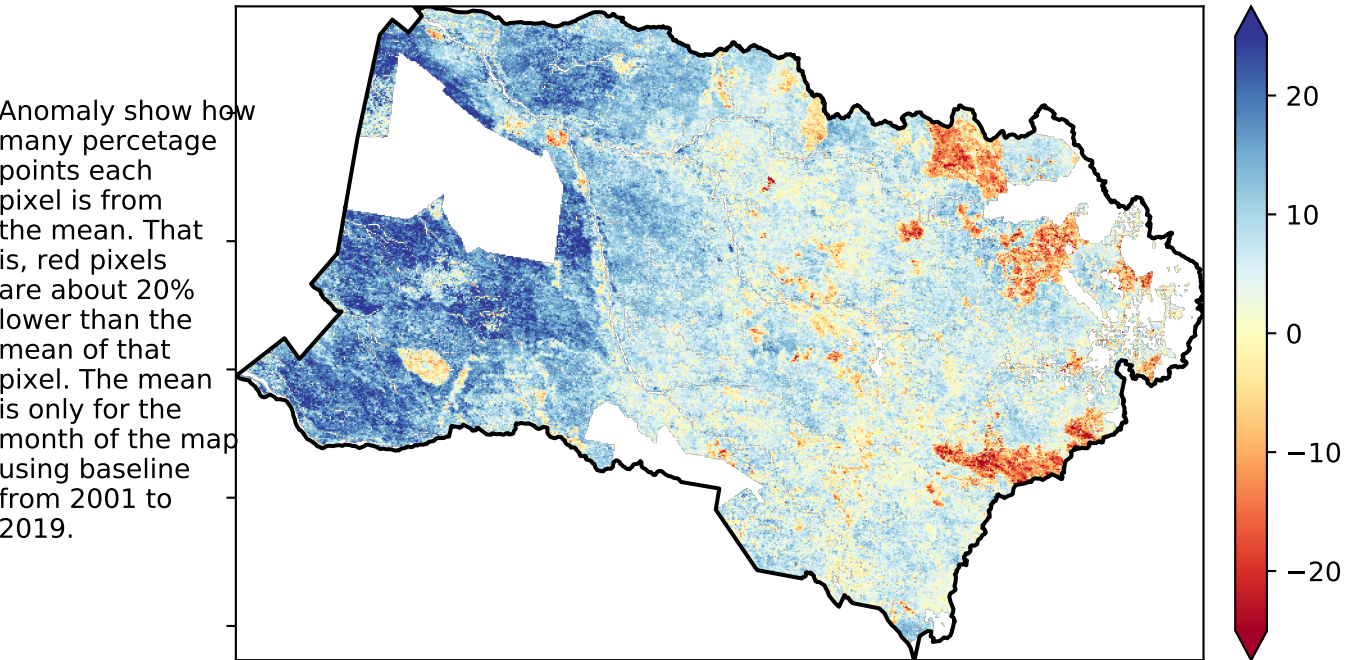 Anomaly show how
many percetage
points each
pixel is from
the mean. That
is, red pixels
are about 20%
lower than the
mean of that
pixel. The mean
is only for the
month of the map
using baseline
from 2001 to
2019.
20
10
0
−10
−20